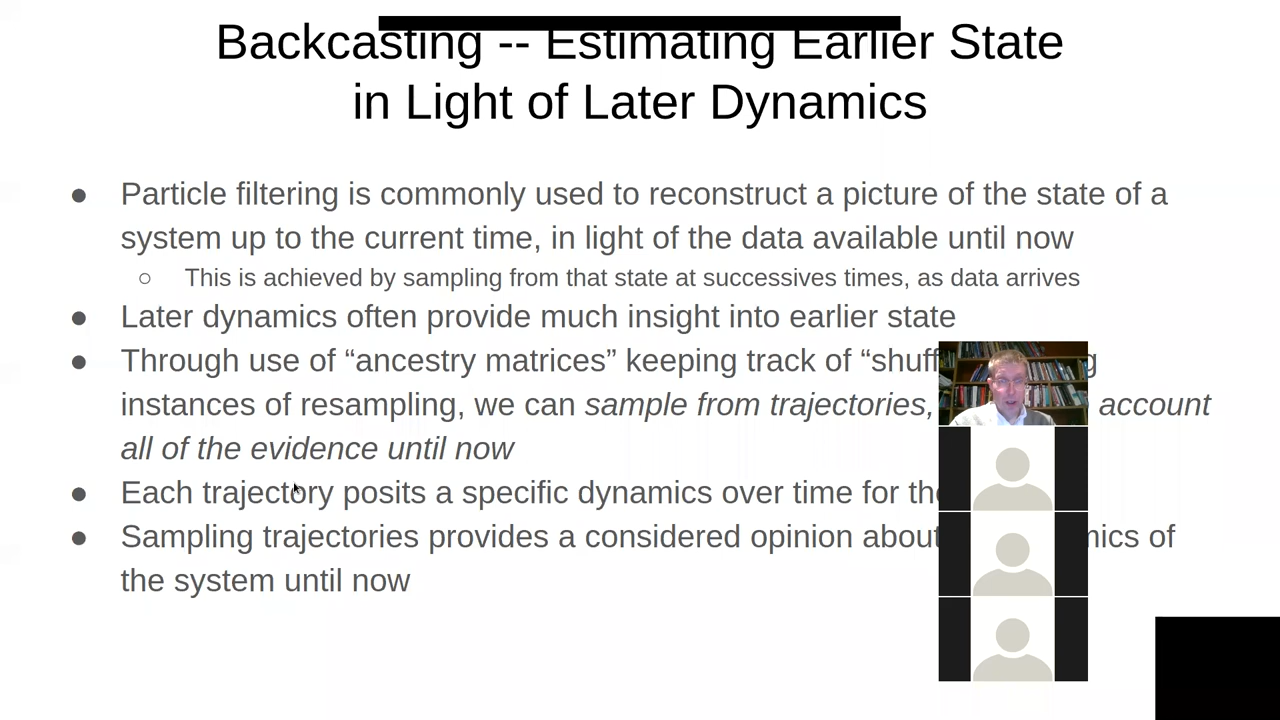 Backcasting -- Estimating Earlier State
in Light of Later Dynamics
● Particle filtering is commonly used to reconstruct a picture of the state of a
system up to the current time, in light of the data available until now
○ This is achieved by sampling from that state at successives times, as data arrives
● Later dynamics often provide much insight into earlier state
● Through use of “ancestry matrices” keeping track of
instances of resampling, we can sample from trajectories, account
all of the evidence until now
● Each trajectory posits a specific dynamics over time for
● Sampling trajectories provides a considered opinion about of
the system until now